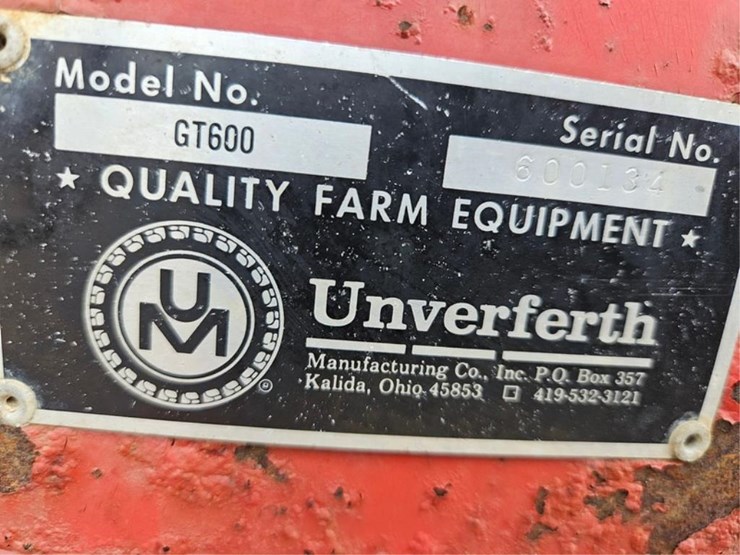 Model No.
GT600
Serial No.
600134
★ QUALITY FARM EQUIPMENT ★
UM
®
Unverferth
Manufacturing Co., Inc. P.O. Box 357
Kalida, Ohio 45853 □ 419-532-3121